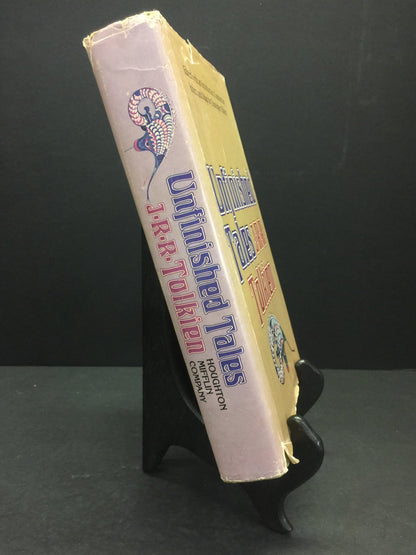 Unfinished Tales
J·R·R·Tolkien
HOUGHTON
MIFFLIN
COMPANY
Unfinished
Tales J·R·R
Tolkien